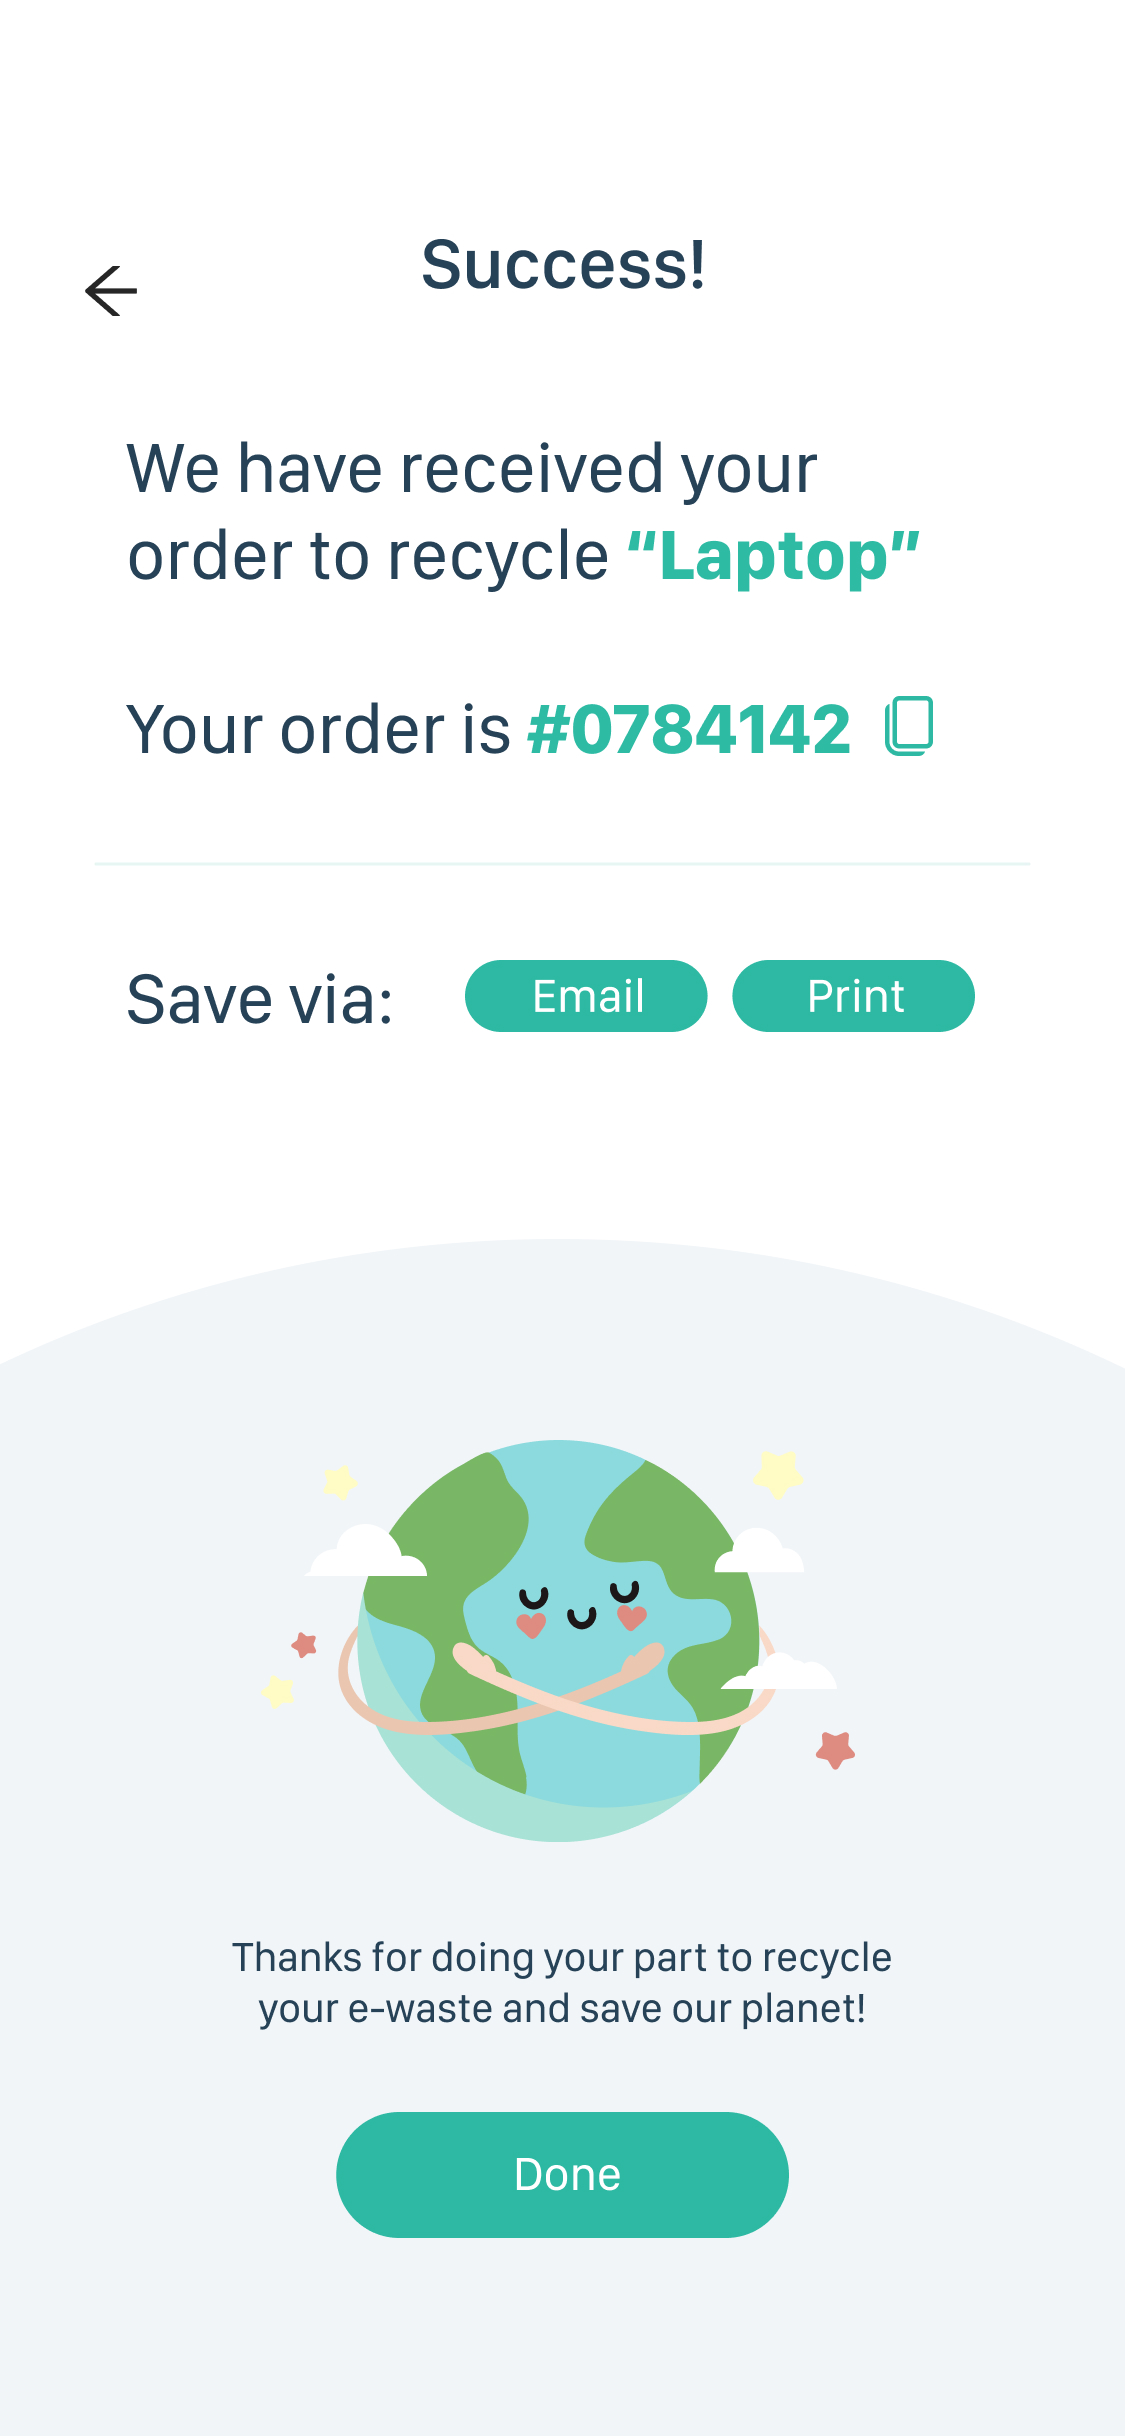 Success!
We have received your
order to recycle “Laptop”
Your order is #0784142
Save via:
Email
Print
Thanks for doing your part to recycle
your e-waste and save our planet!
Done